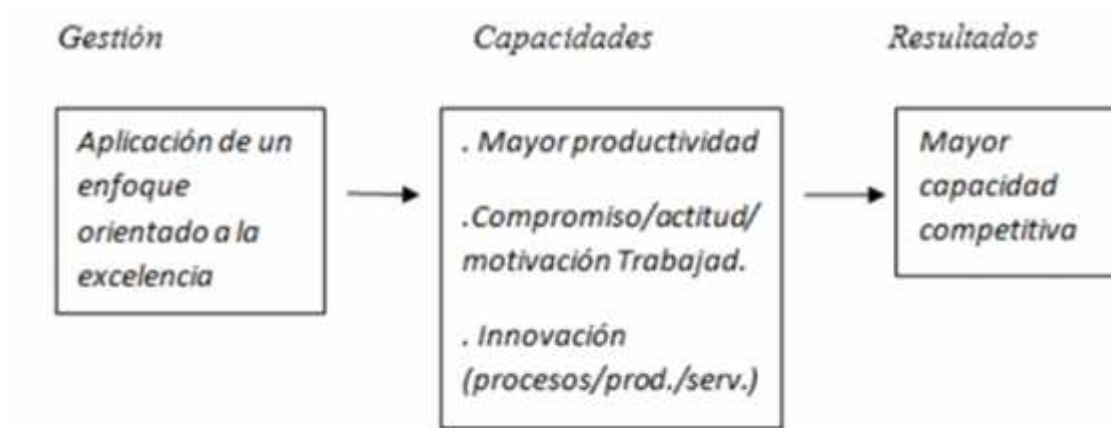 Gestión
Capacidades
Resultados
Aplicación de un
enfoque
orientado a la
excelencia
. Mayor productividad
.Compromiso/actitud/
motivación Trabajad.
. Innovación
(procesos/prod./serv.)
Mayor
capacidad
competitiva